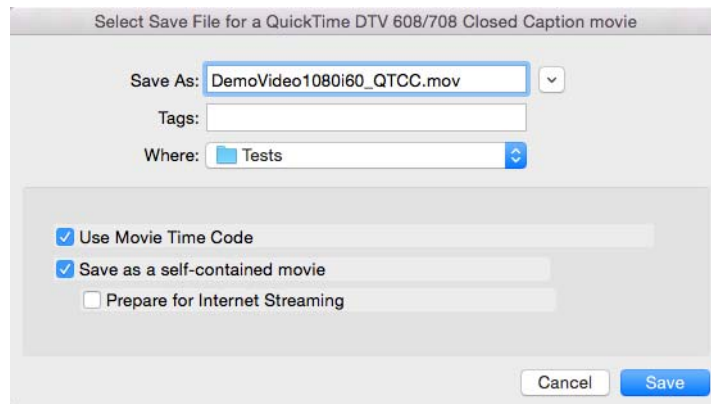 Select Save File for a QuickTime DTV 608/708 Closed Caption movie
Save As: DemoVideo1080i60_QTCC.mov
Tags:
Where: Tests
Use Movie Time Code
Save as a self-contained movie
Prepare for Internet Streaming
Cancel Save